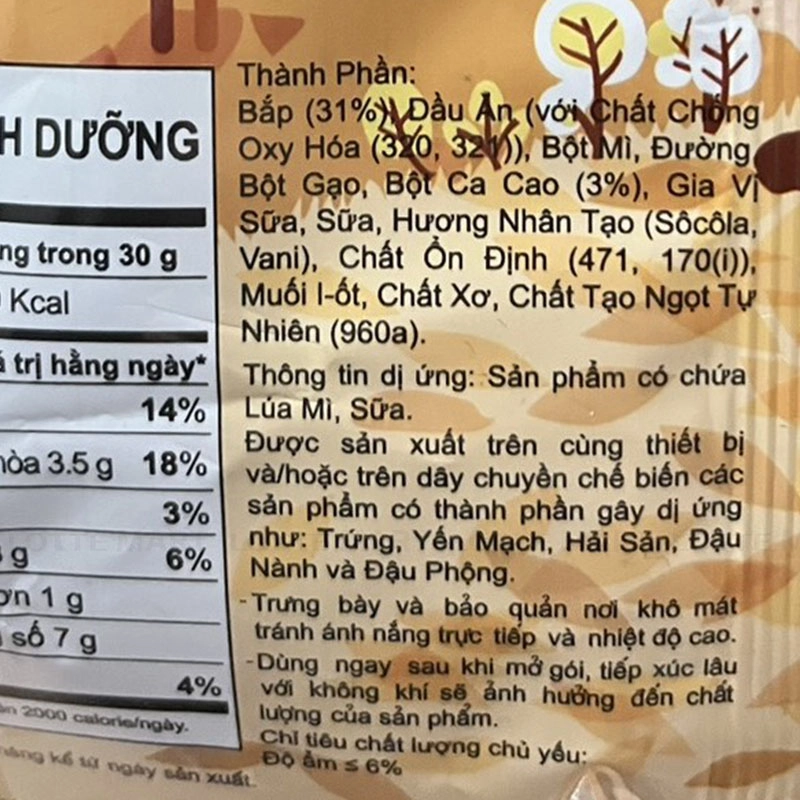 H DƯỠNG
ng trong 30 g
Kcal
trị hằng ngày*
14%
hòa 3.5 g 18%
3%
g 6%
ơn 1 g
số 7 g
4%
2000 calorie/ngày.
kể từ ngày sản xuất.
Thành Phần:
Bắp (31%), Dầu Ăn (với Chất Chống
Oxy Hóa (320, 321)), Bột Mì, Đường,
Bột Gạo, Bột Ca Cao (3%), Gia Vị
Sữa, Sữa, Hương Nhân Tạo (Sôcôla,
Vani), Chất Ổn Định (471, 170(i)),
Muối I-ốt, Chất Xơ, Chất Tạo Ngọt Tự
Nhiên (960a).
Thông tin dị ứng: Sản phẩm có chứa
Lúa Mì, Sữa.
Được sản xuất trên cùng thiết bị
và/hoặc trên dây chuyền chế biến các
sản phẩm có thành phần gây dị ứng
như: Trứng, Yến Mạch, Hải Sản, Đậu
Nành và Đậu Phộng.
-Trưng bày và bảo quản nơi khô mát
tránh ánh nắng trực tiếp và nhiệt độ cao.
-Dùng ngay sau khi mở gói, tiếp xúc lâu
với không khí sẽ ảnh hưởng đến chất
lượng của sản phẩm.
Chỉ tiêu chất lượng chủ yếu:
Độ ẩm ≤ 6%